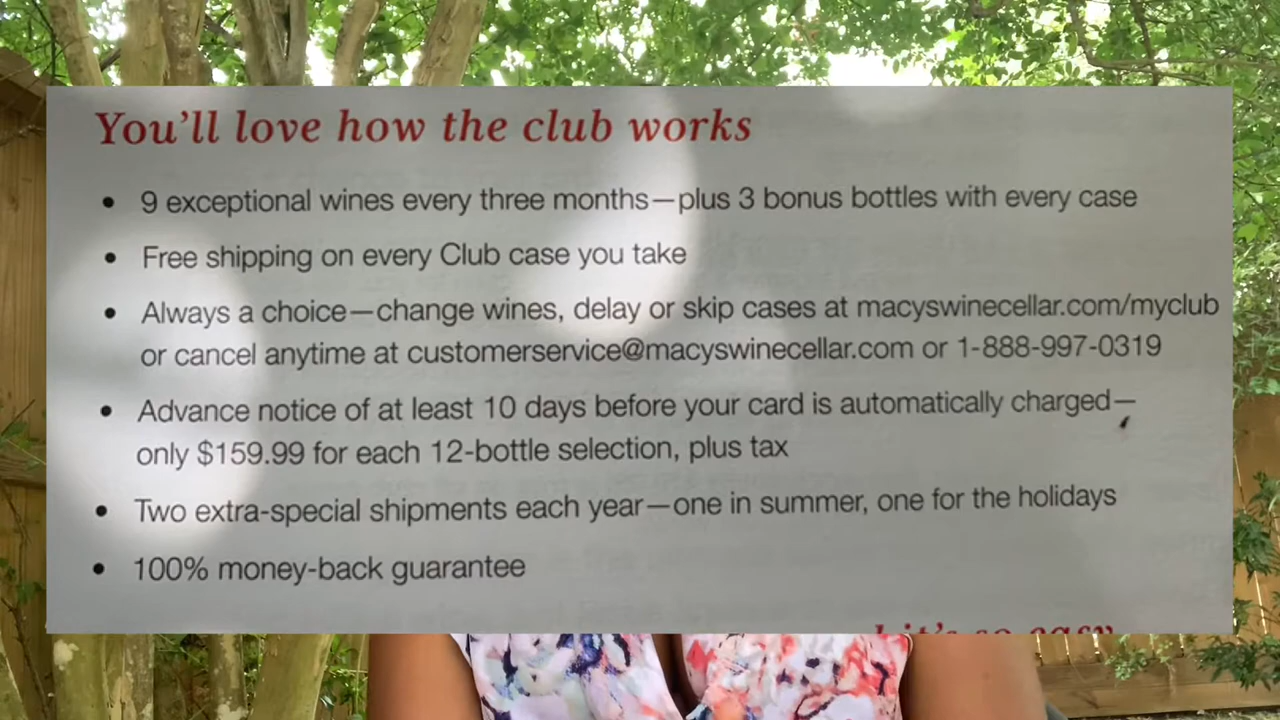 You'll love how the club works
• 9 exceptional wines every three months—plus 3 bonus bottles with every case
• Free shipping on every Club case you take
• Always a choice—change wines, delay or skip cases at macyswinecellar.com/myclub
or cancel anytime at customerservice@macyswinecellar.com or 1-888-997-0319
• Advance notice of at least 10 days before your card is automatically charged—
only $159.99 for each 12-bottle selection, plus tax
• Two extra-special shipments each year—one in summer, one for the holidays
• 100% money-back guarantee
it's so easy